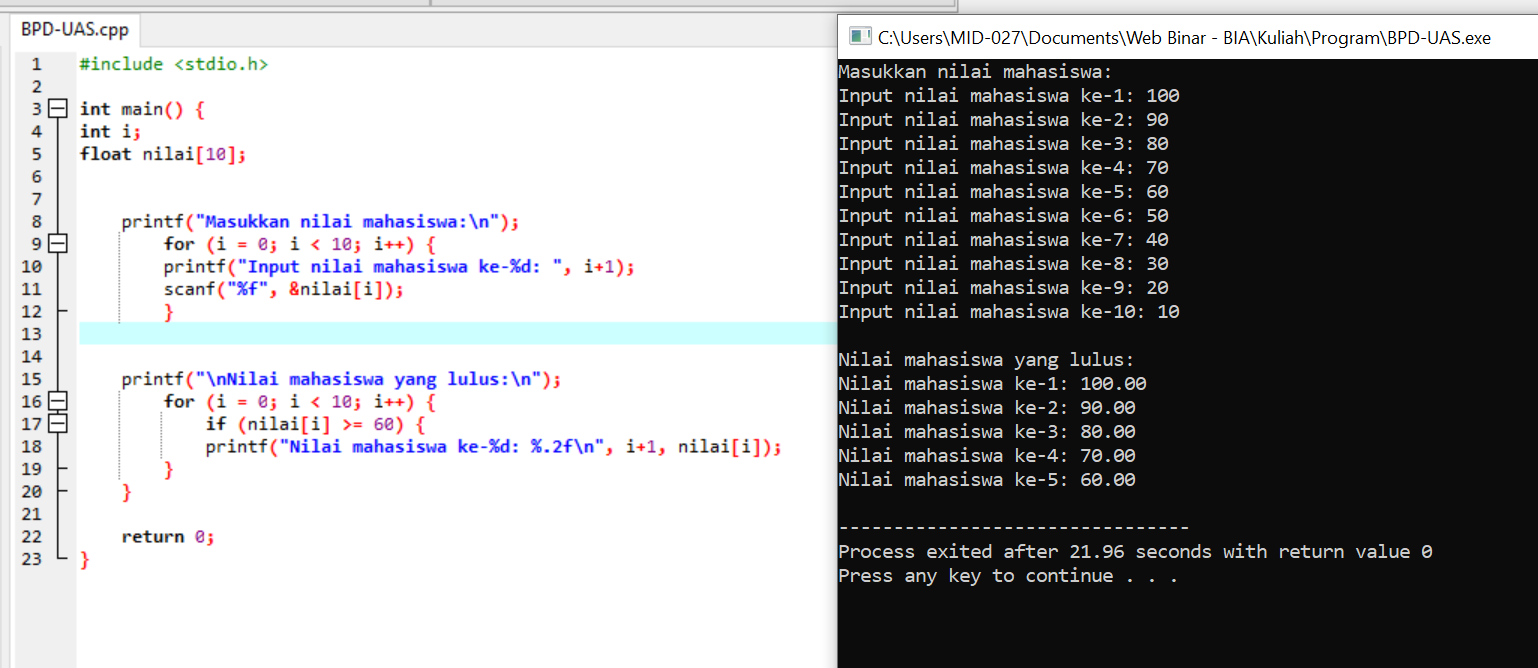 BPD-UAS.cpp
1 #include <stdio.h>
2
3 int main() {
4 int i;
5 float nilai[10];
6
7
8 printf("Masukkan nilai mahasiswa:\n");
9 for (i = 0; i < 10; i++) {
10 printf("Input nilai mahasiswa ke-%d: ", i+1);
11 scanf("%f", &nilai[i]);
12 }
13
14
15 printf("\nNilai mahasiswa yang lulus:\n");
16 for (i = 0; i < 10; i++) {
17 if (nilai[i] >= 60) {
18 printf("Nilai mahasiswa ke-%d: %.2f\n", i+1, nilai[i]);
19 }
20 }
21
22 return 0;
23 }
C:\Users\MID-027\Documents\Web Binar - BIA\Kuliah\Program\BPD-UAS.exe
Masukkan nilai mahasiswa:
Input nilai mahasiswa ke-1: 100
Input nilai mahasiswa ke-2: 90
Input nilai mahasiswa ke-3: 80
Input nilai mahasiswa ke-4: 70
Input nilai mahasiswa ke-5: 60
Input nilai mahasiswa ke-6: 50
Input nilai mahasiswa ke-7: 40
Input nilai mahasiswa ke-8: 30
Input nilai mahasiswa ke-9: 20
Input nilai mahasiswa ke-10: 10

Nilai mahasiswa yang lulus:
Nilai mahasiswa ke-1: 100.00
Nilai mahasiswa ke-2: 90.00
Nilai mahasiswa ke-3: 80.00
Nilai mahasiswa ke-4: 70.00
Nilai mahasiswa ke-5: 60.00

--------------------------------
Process exited after 21.96 seconds with return value 0
Press any key to continue . . .